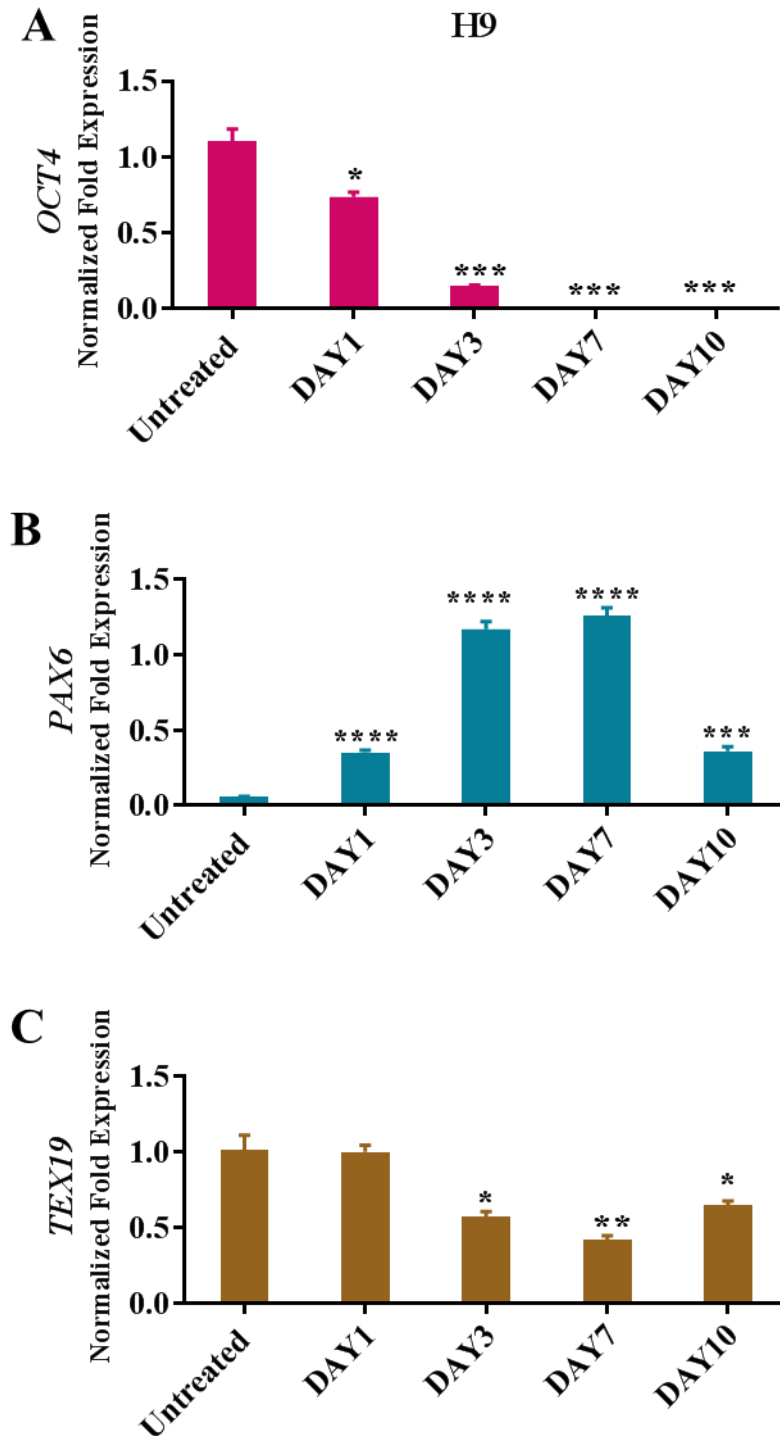 A
H9
OCT4
Normalized Fold Expression
1.5
1.0
0.5
0.0
*
***
***
***
Untreated
DAY1
DAY3
DAY7
DAY10
B
PAX6
Normalized Fold Expression
1.5
1.0
0.5
0.0
****
****
****
***
Untreated
DAY1
DAY3
DAY7
DAY10
C
TEX19
Normalized Fold Expression
1.5
1.0
0.5
0.0
*
**
*
Untreated
DAY1
DAY3
DAY7
DAY10